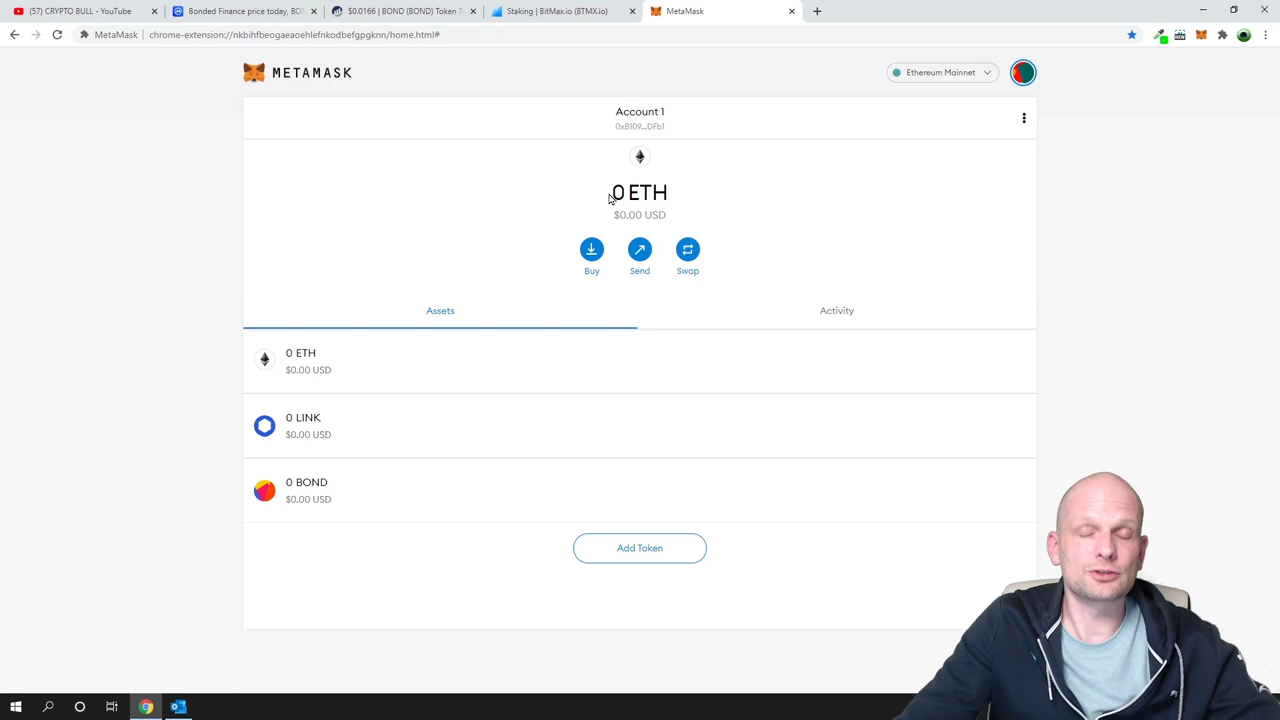 (57) CRYPTO BULL - YouTube
Bonded Finance price today, BON
$0.0166 | BOND (BOND) Token T
Staking | BitMax.io (BTMX.io)
MetaMask
MetaMask
chrome-extension://nkbihfbeogaeaoehlefnkodbefgpgknn/home.html#
METAMASK
Ethereum Mainnet
Account 1
0xB109...DFb1
0 ETH
$0.00 USD
Buy
Send
Swap
Assets
Activity
0 ETH
$0.00 USD
0 LINK
$0.00 USD
0 BOND
$0.00 USD
Add Token